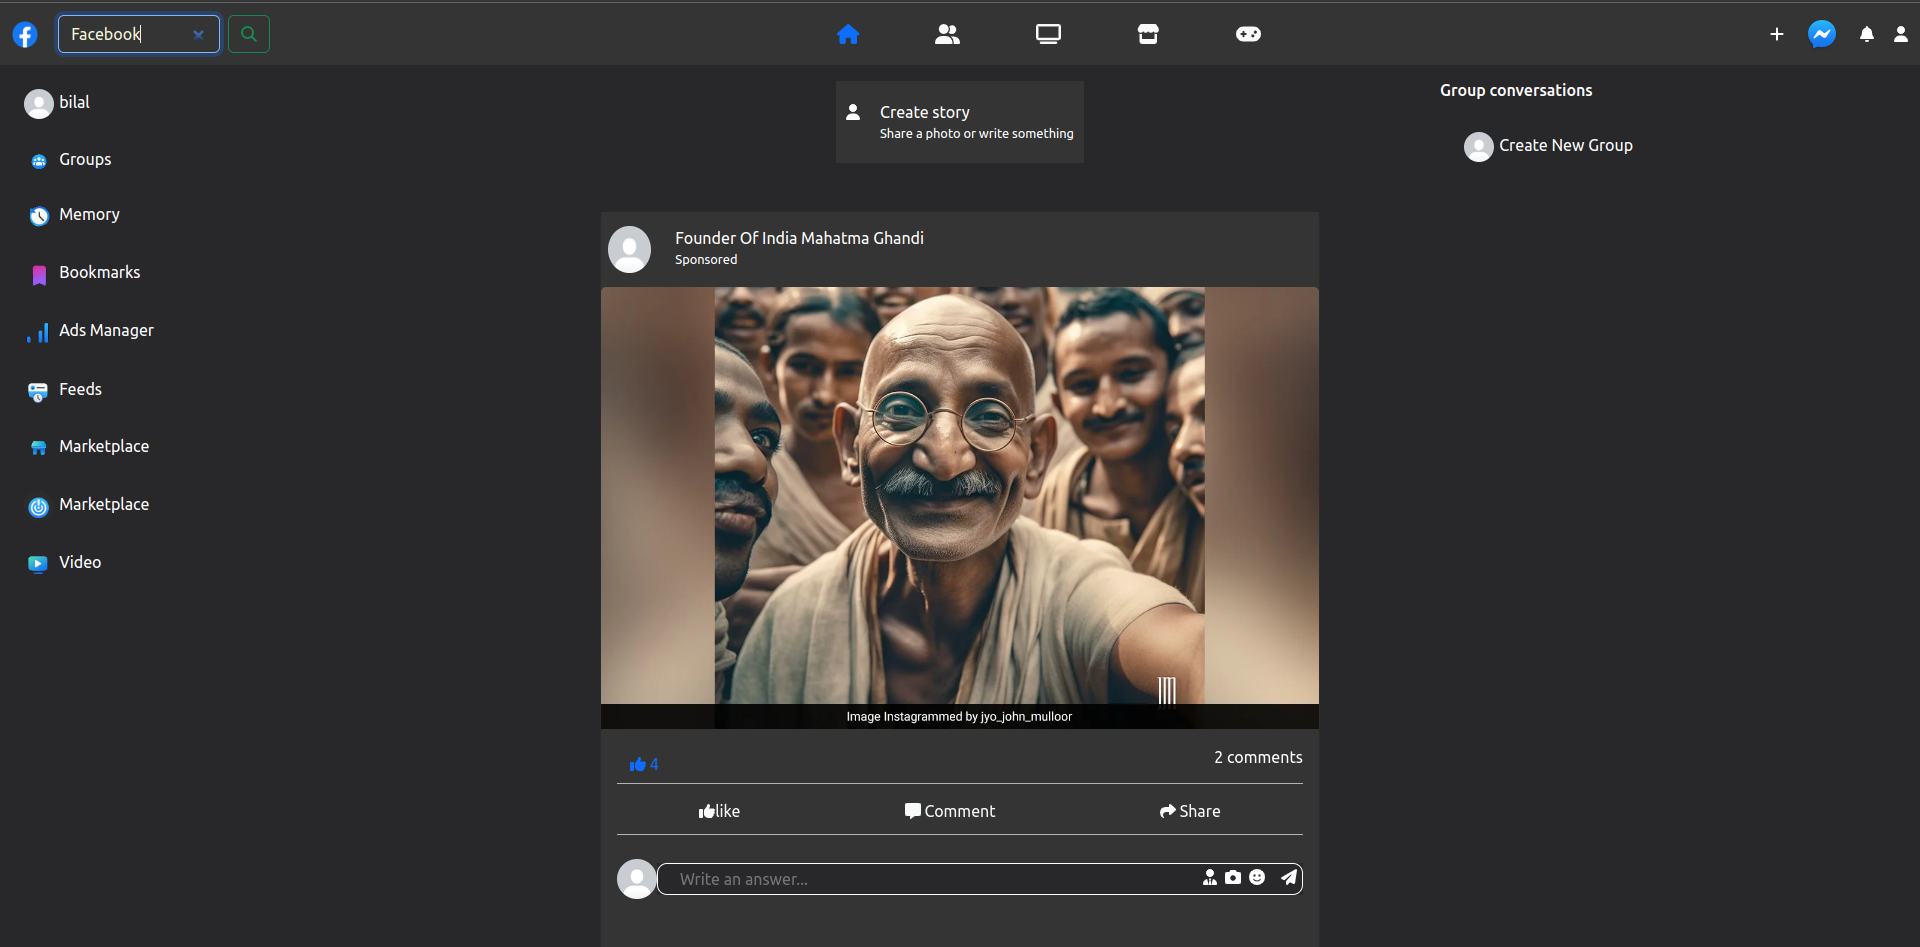 Facebook
bilal
Groups
Memory
Bookmarks
Ads Manager
Feeds
Marketplace
Marketplace
Video
Create story
Share a photo or write something
Founder Of India Mahatma Ghandi
Sponsored
Image Instagrammed by jyo_john_mulloor
4
2 comments
like
Comment
Share
Write an answer...
Group conversations
Create New Group